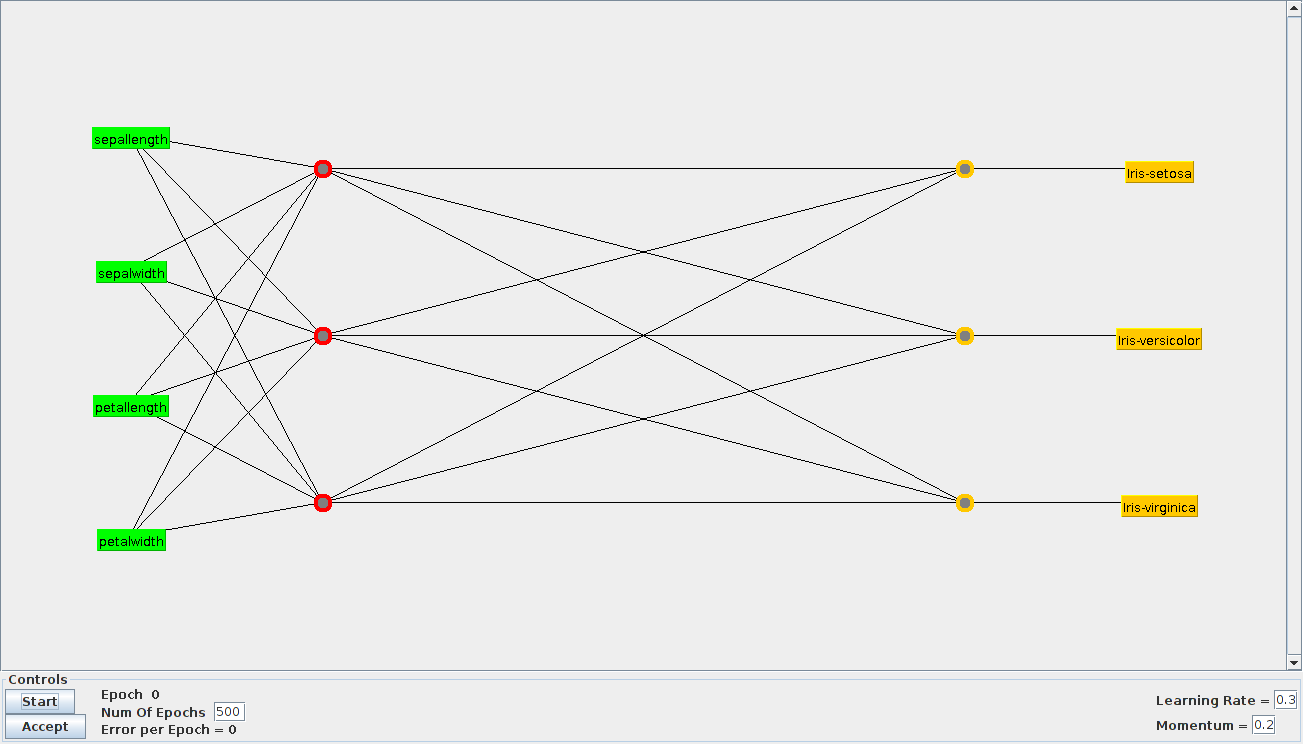 sepallength
Iris-setosa
sepalwidth
Iris-versicolor
petallength
Iris-virginica
petalwidth
Controls
Start
Accept
Epoch 0
Num Of Epochs 500
Error per Epoch = 0
Learning Rate = 0.3
Momentum = 0.2